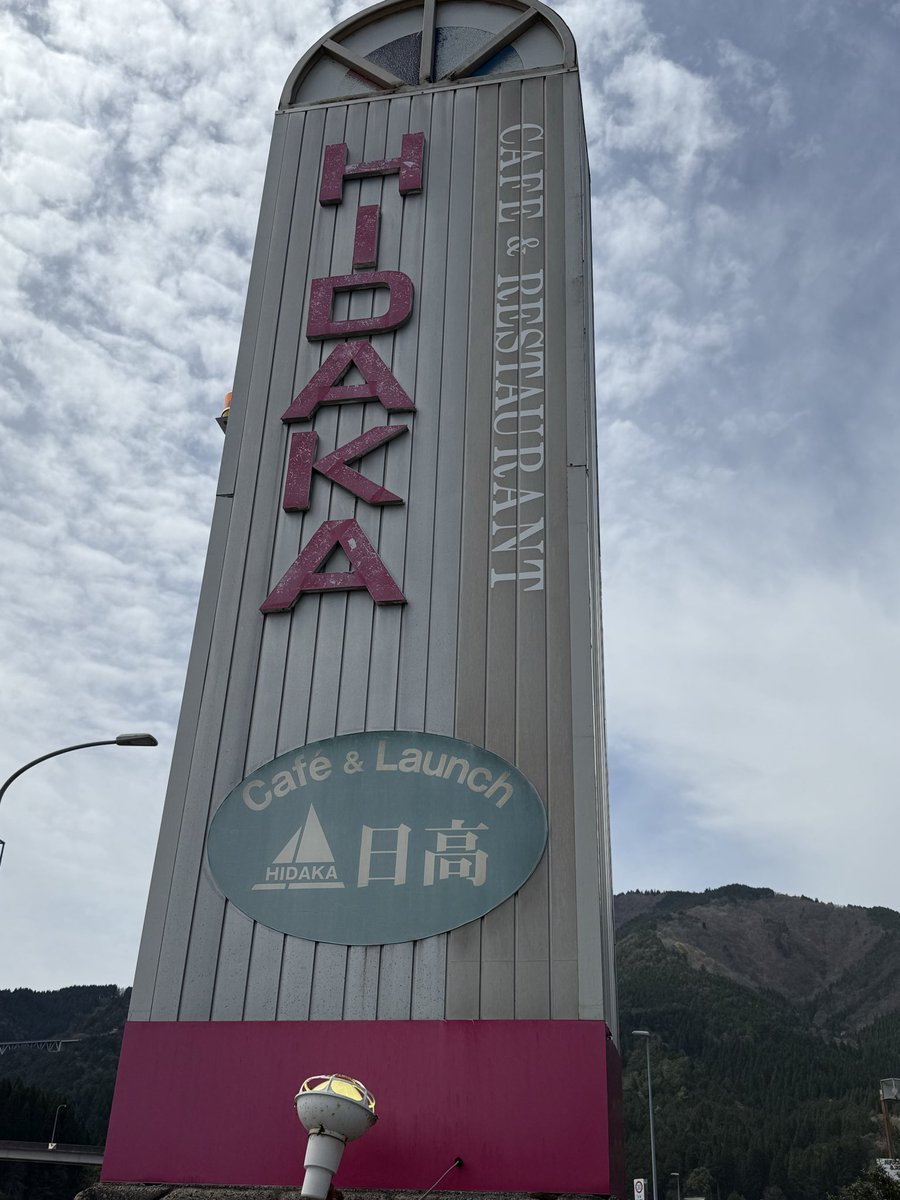 HIDAKA
CAFE & RESTAURANT
Café & Launch
HIDAKA
日高